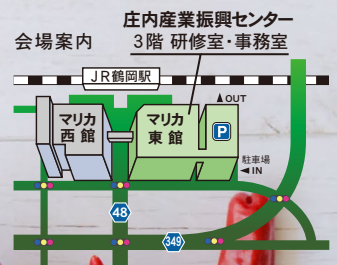 庄内産業振興センター
会場案内
3階 研修室・事務室
JR鶴岡駅
OUT
マリカ
西館
マリカ
東館
P
駐車場
IN
48
349